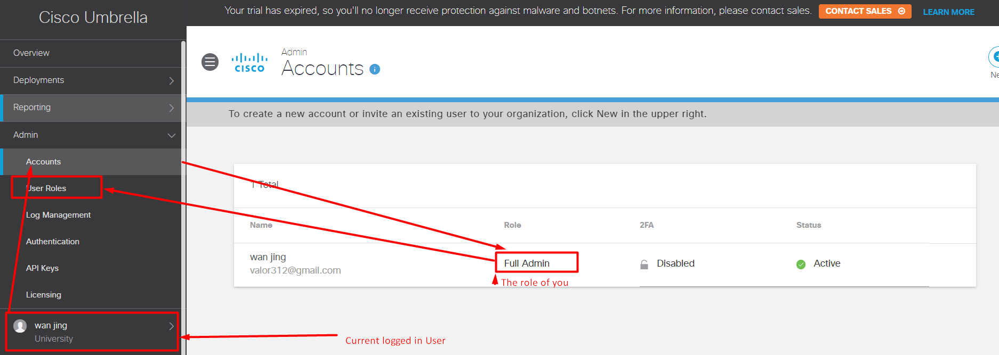 Cisco Umbrella
Your trial has expired, so you'll no longer receive protection against malware and botnets. For more information, please contact sales.
CONTACT SALES
LEARN MORE
Overview
Deployments
Reporting
Admin
Accounts
User Roles
Log Management
Authentication
API Keys
Licensing
wan jing
University
cisco
Admin
Accounts
i
Ne
To create a new account or invite an existing user to your organization, click New in the upper right.
1 Total
Name Role 2FA Status
wan jing
valor312@gmail.com
Full Admin
Disabled
Active
The role of you
Current logged in User